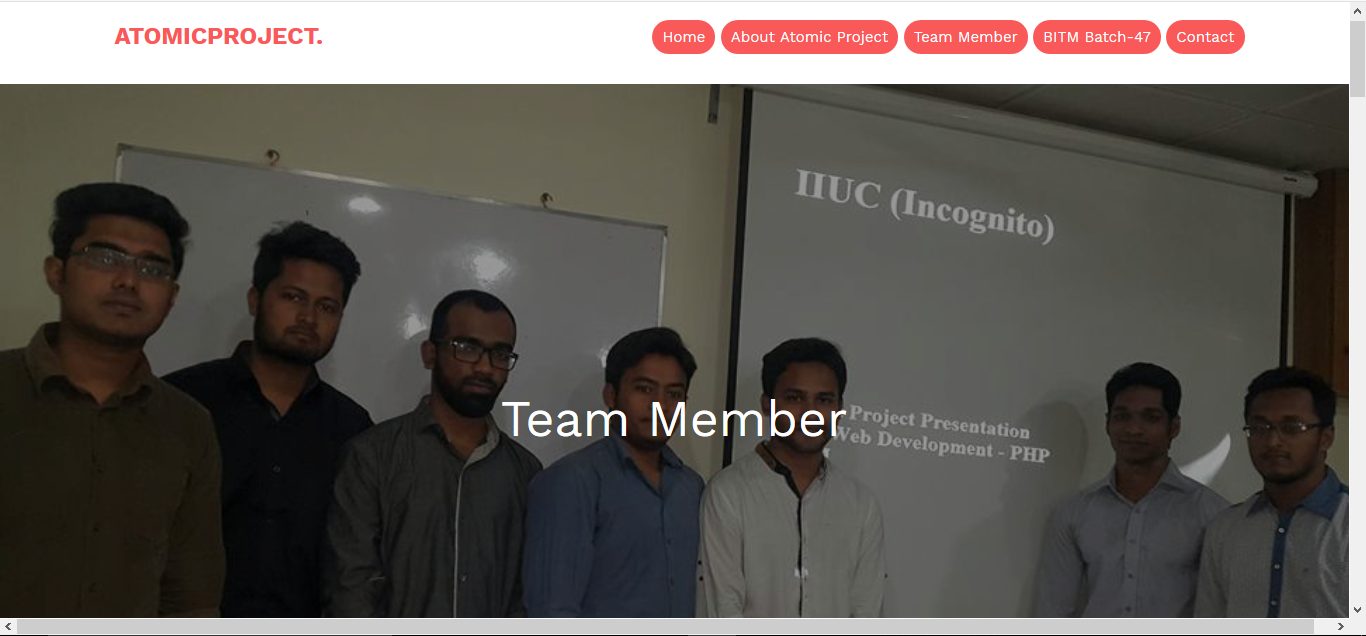 ATOMICPROJECT.
Home About Atomic Project Team Member BITM Batch-47 Contact
IIUC (Incognito)
Team Member
Project Presentation
Web Development - PHP